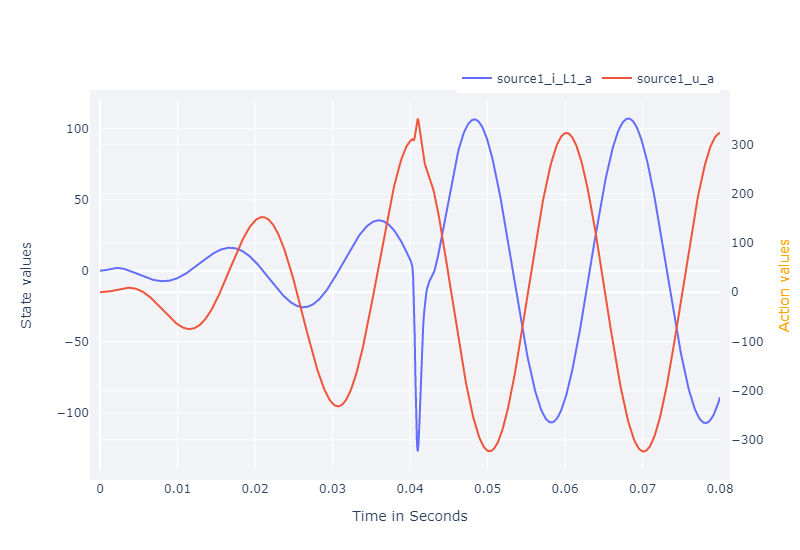 source1_i_L1_a source1_u_a
100
50
0
−50
−100
300
200
100
0
−100
−200
−300
0 0.01 0.02 0.03 0.04 0.05 0.06 0.07 0.08
Time in Seconds
State values
Action values